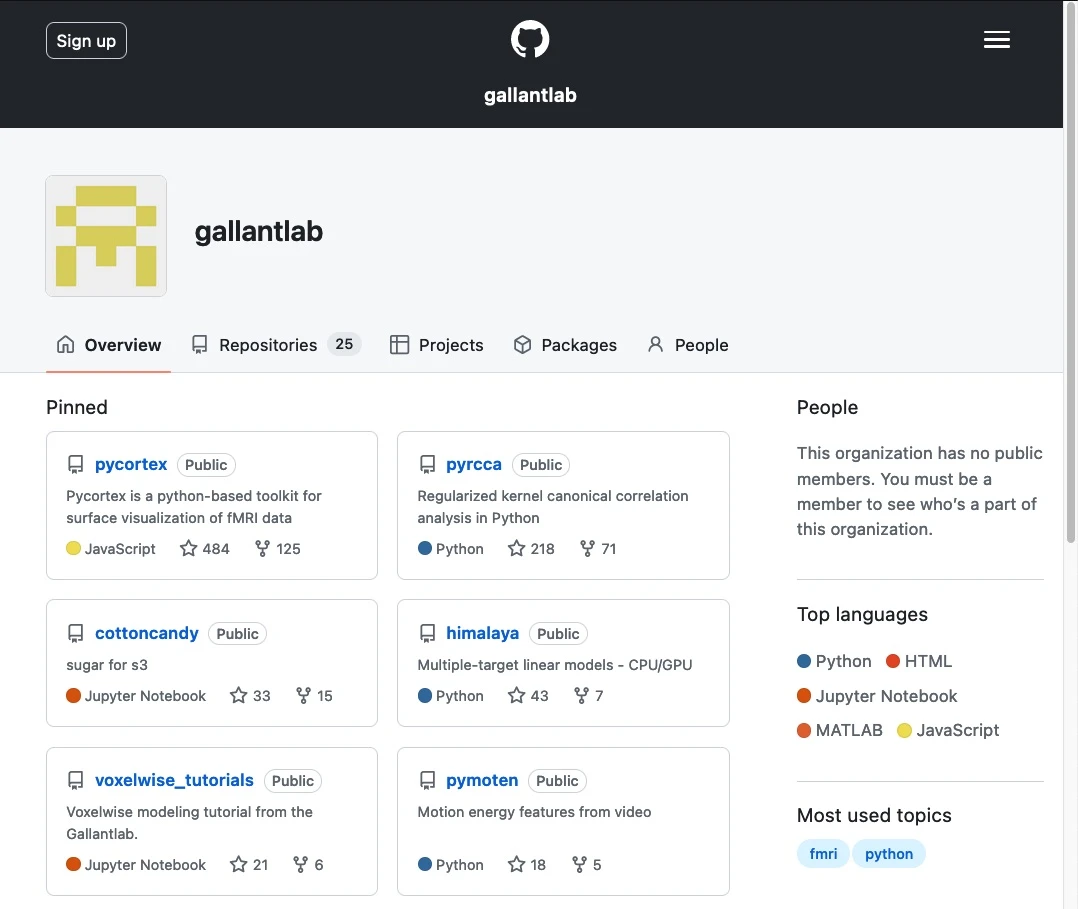 Sign up
gallantlab
gallantlab
Overview Repositories 25 Projects Packages People
Pinned
pycortex Public
Pycortex is a python-based toolkit for
surface visualization of fMRI data
JavaScript 484 125
pyrcca Public
Regularized kernel canonical correlation
analysis in Python
Python 218 71
cottoncandy Public
sugar for s3
Jupyter Notebook 33 15
himalaya Public
Multiple-target linear models - CPU/GPU
Python 43 7
voxelwise_tutorials Public
Voxelwise modeling tutorial from the
Gallantlab.
Jupyter Notebook 21 6
pymoten Public
Motion energy features from video
Python 18 5
People
This organization has no public
members. You must be a
member to see who’s a part of
this organization.
Top languages
Python HTML
Jupyter Notebook
MATLAB JavaScript
Most used topics
fmri python